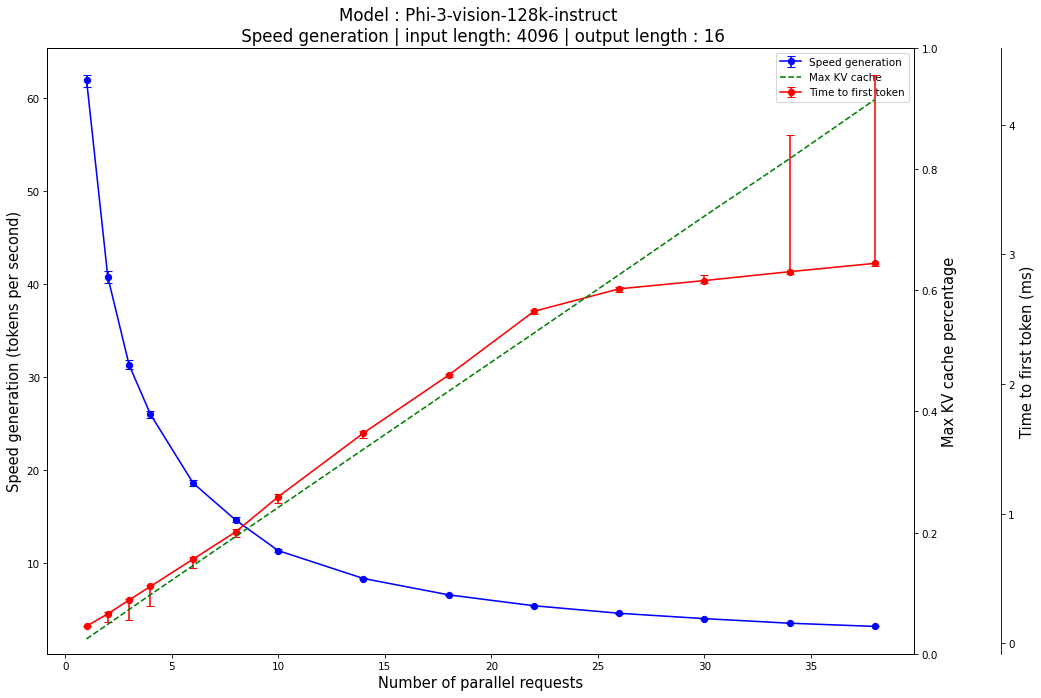 Model : Phi-3-vision-128k-instruct
Speed generation | input length: 4096 | output length : 16
Speed generation
Max KV cache
Time to first token
Speed generation (tokens per second)
60
50
40
30
20
10
0
5
10
15
20
25
30
35
Number of parallel requests
1.0
0.8
0.6
0.4
0.2
0.0
Max KV cache percentage
4
3
2
1
0
Time to first token (ms)